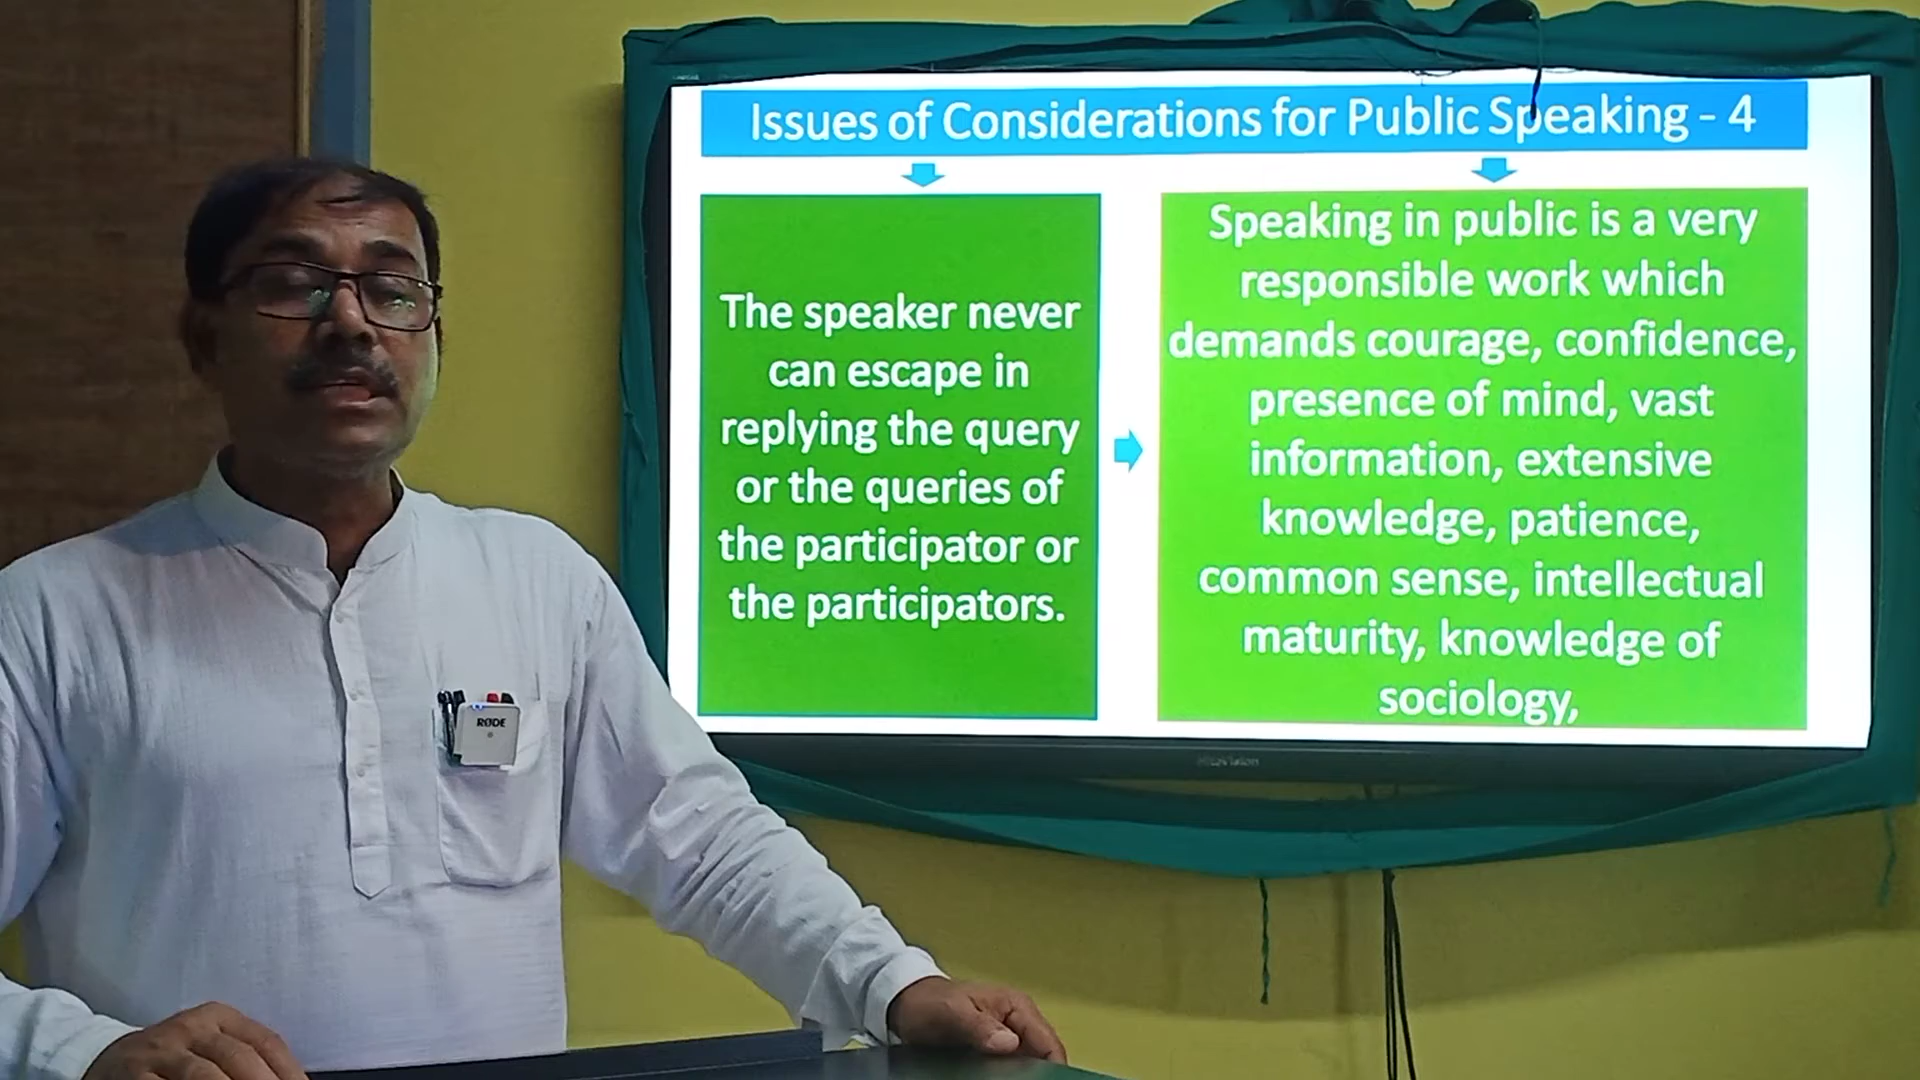 Issues of Considerations for Public Speaking - 4
The speaker never
can escape in
replying the query
or the queries of
the participator or
the participators.
Speaking in public is a very
responsible work which
demands courage, confidence,
presence of mind, vast
information, extensive
knowledge, patience,
common sense, intellectual
maturity, knowledge of
sociology,
RØDE